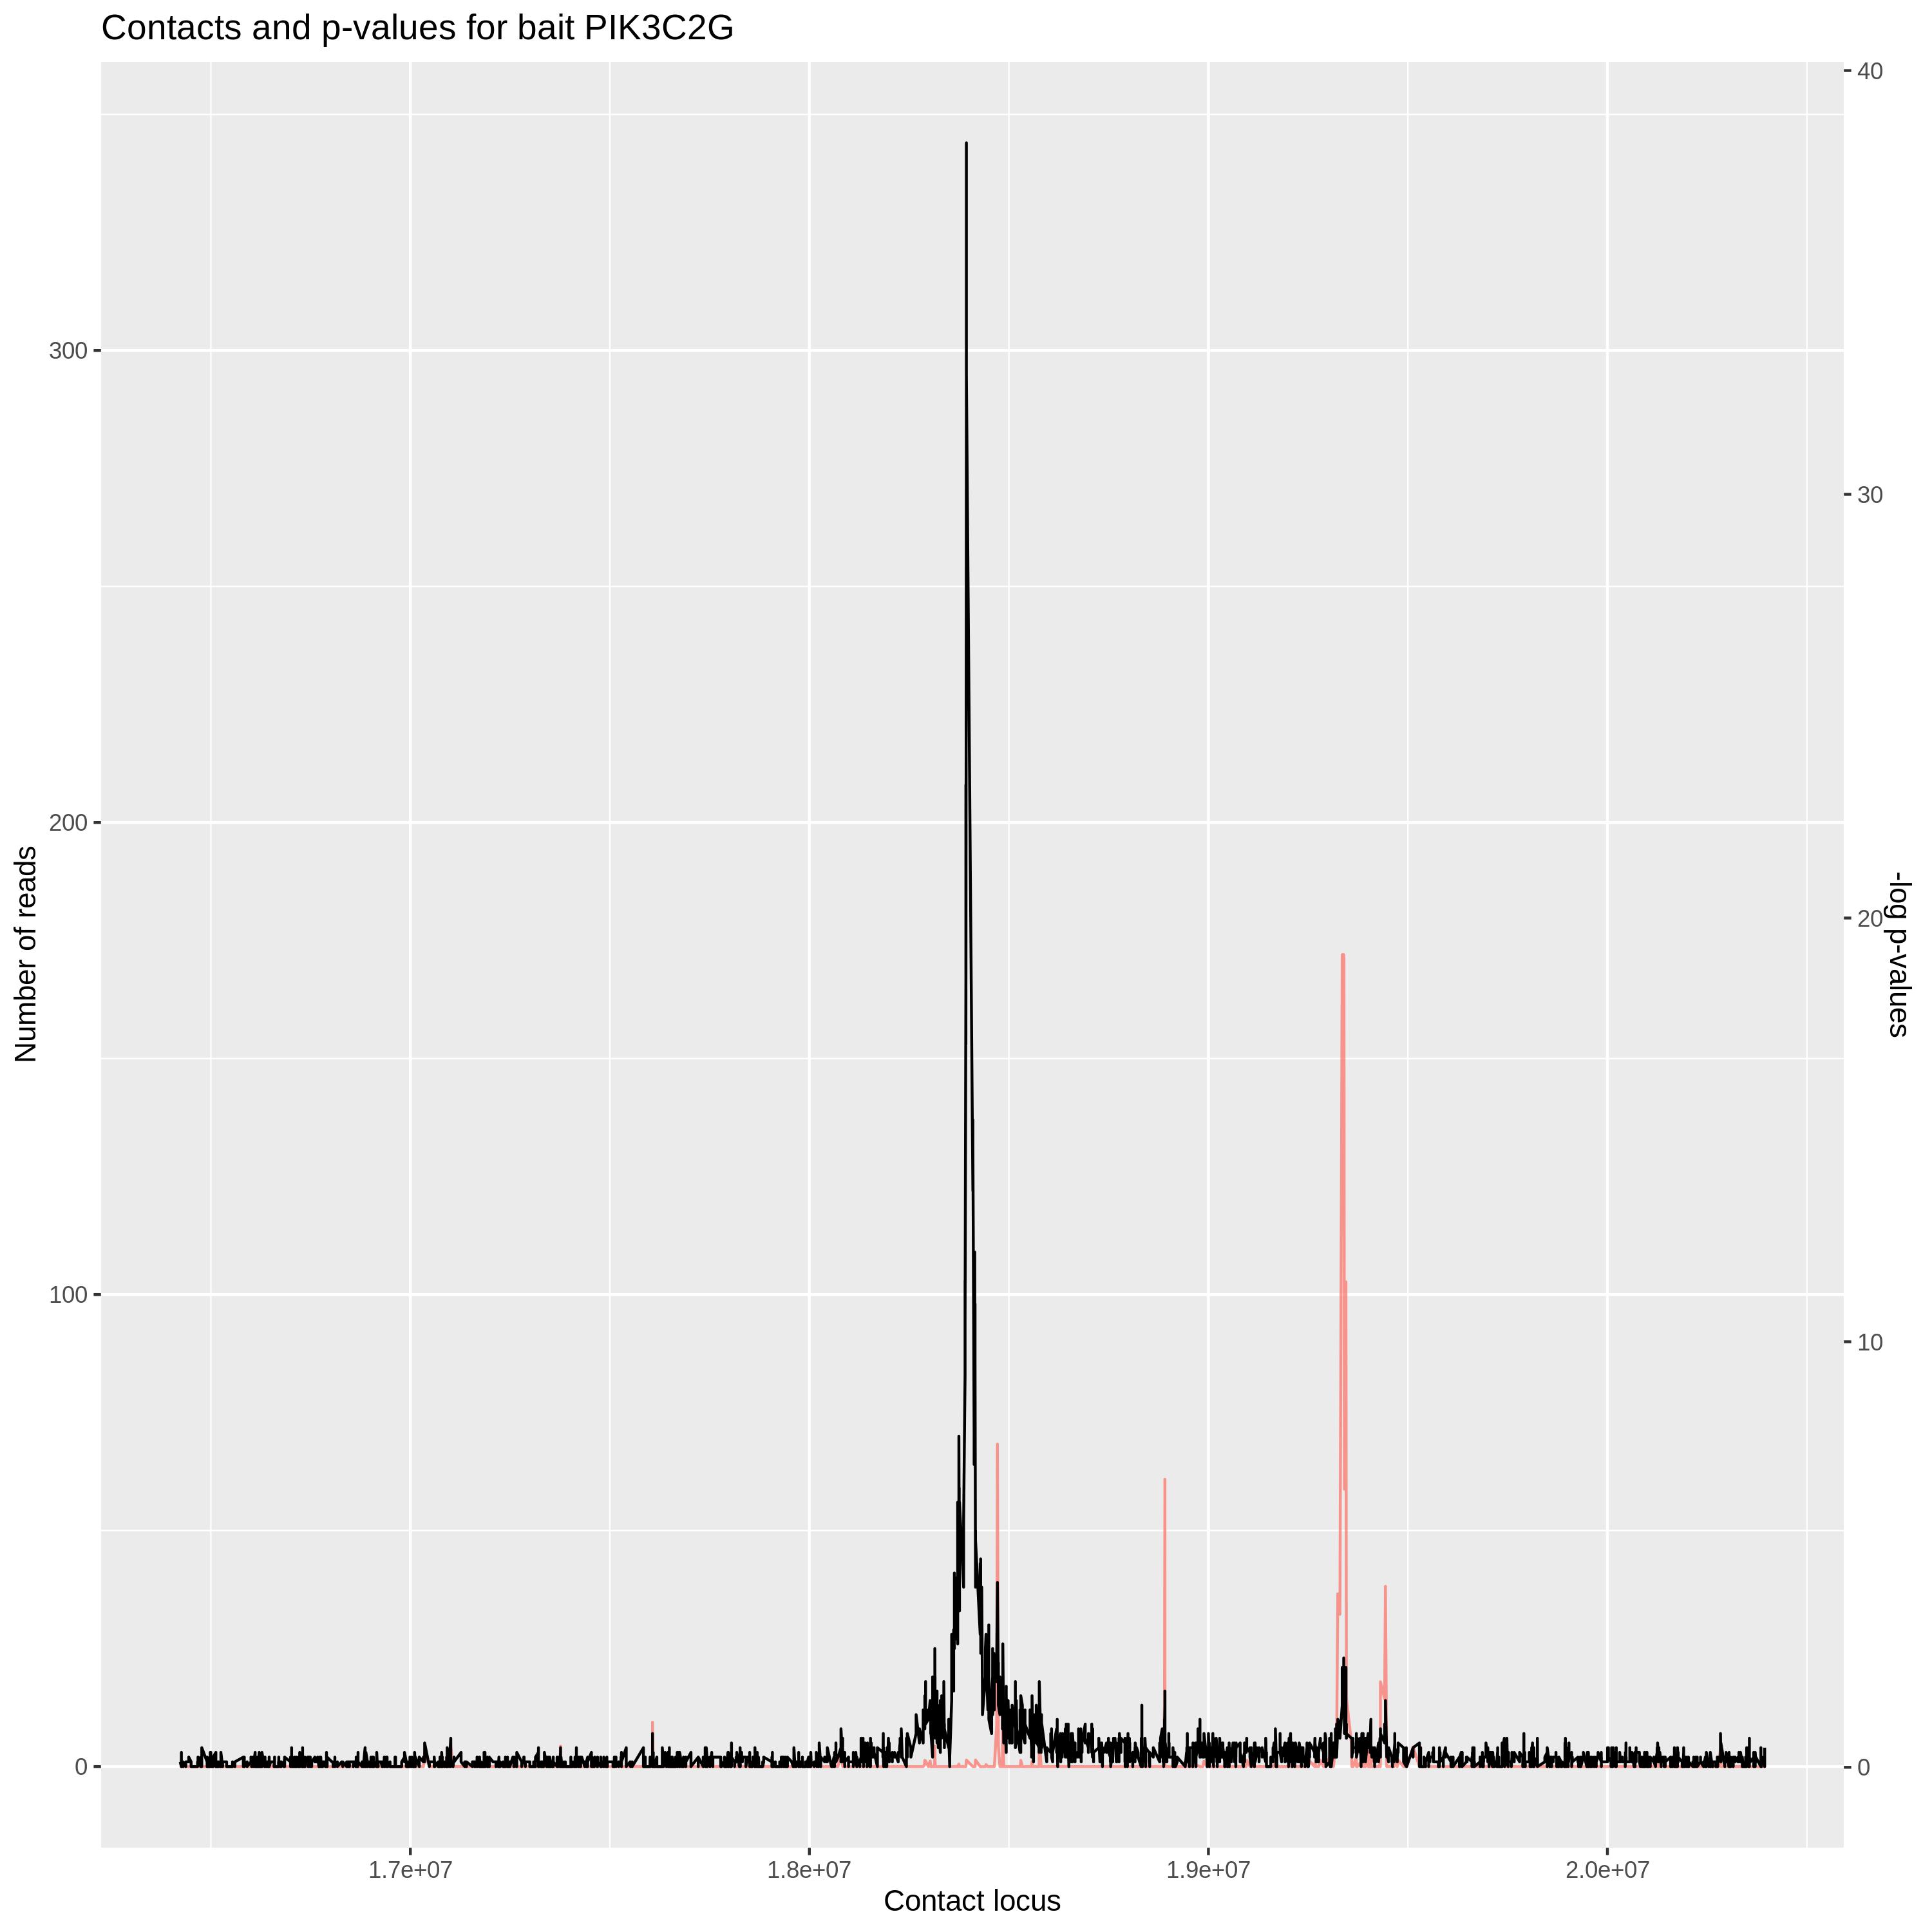 Contacts and p-values for bait PIK3C2G
Number of reads
300
200
100
0
40
30
20
10
0
-log p-values
1.7e+07
1.8e+07
1.9e+07
2.0e+07
Contact locus